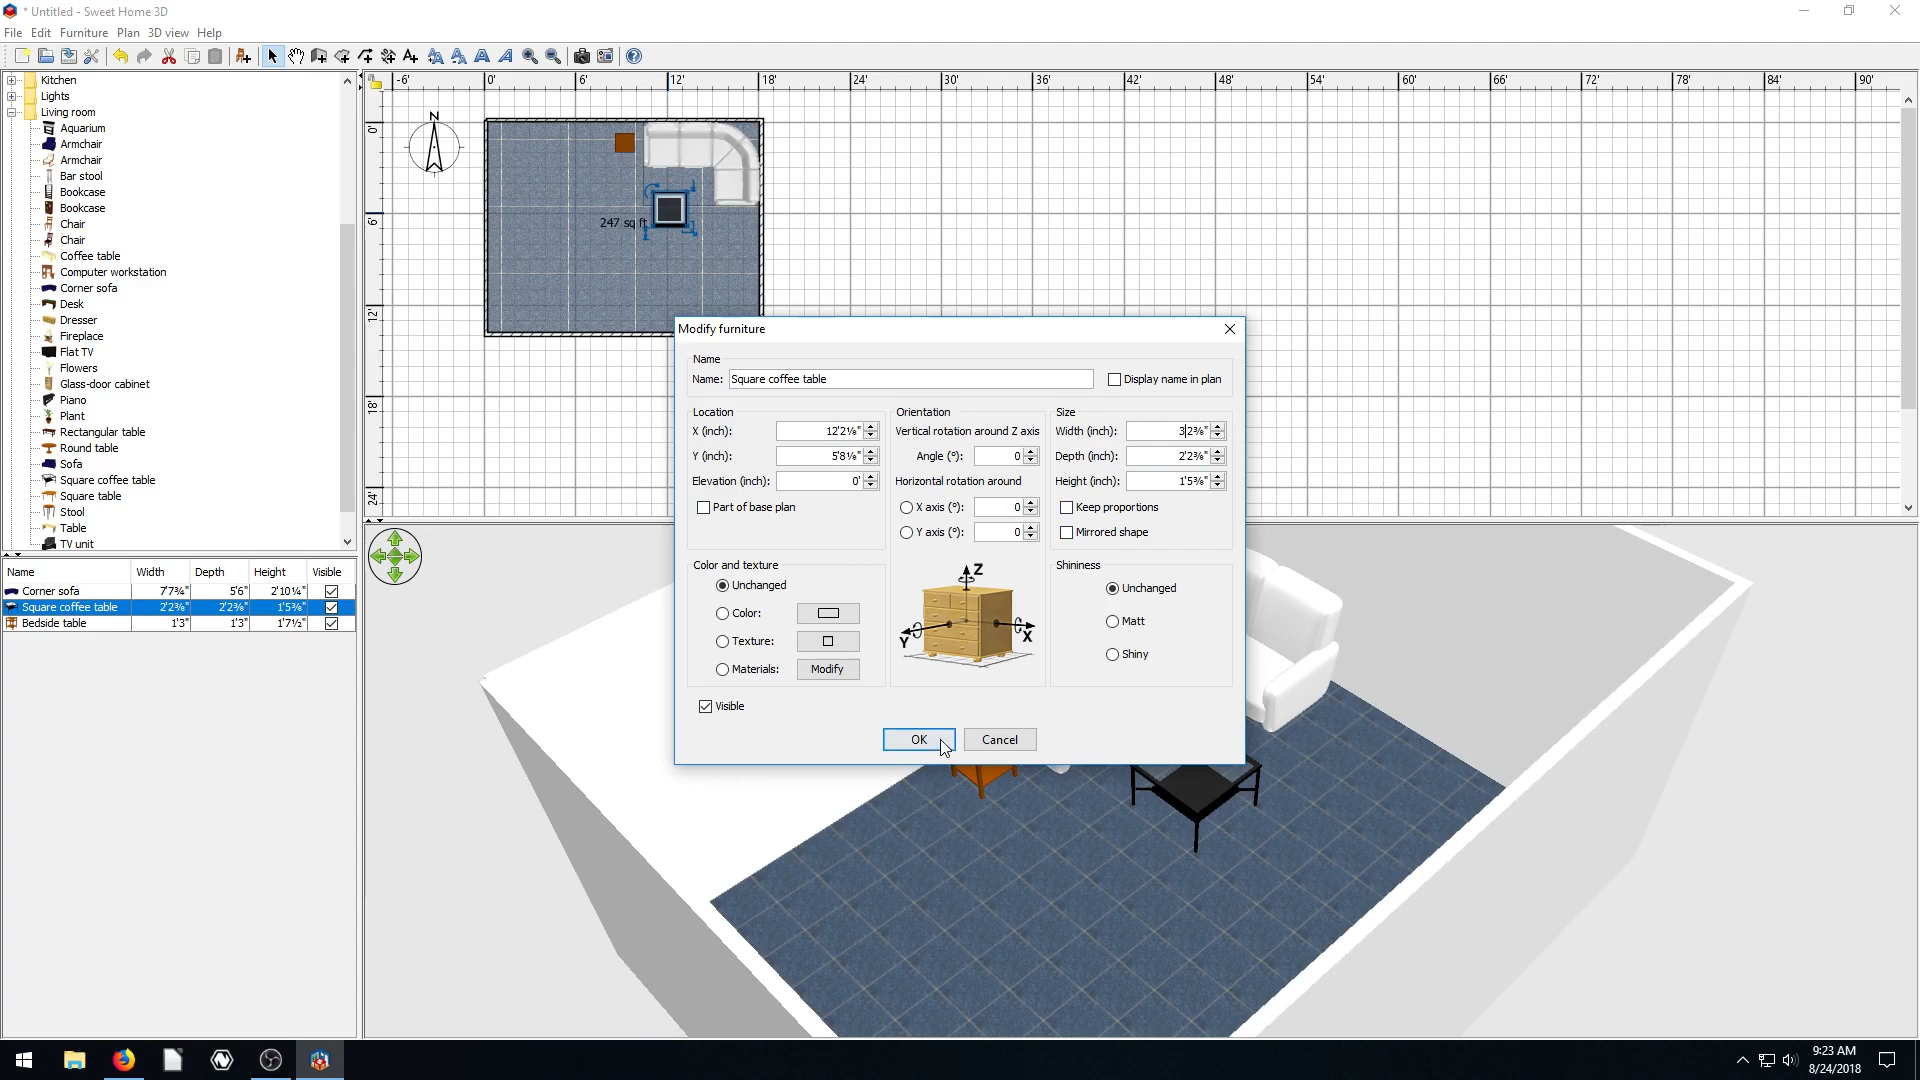 * Untitled - Sweet Home 3D
File Edit Furniture Plan 3D view Help
Kitchen
Lights
Living room
Aquarium
Armchair
Armchair
Bar stool
Bookcase
Bookcase
Chair
Chair
Coffee table
Computer workstation
Corner sofa
Desk
Dresser
Fireplace
Flat TV
Flowers
Glass-door cabinet
Piano
Plant
Rectangular table
Round table
Sofa
Square coffee table
Square table
Stool
Table
TV unit
Name Width Depth Height Visible
Corner sofa 7'7¾" 5'6" 2'10¼"
Square coffee table 2'2⅜" 2'2⅜" 1'5⅜"
Bedside table 1'3" 1'3" 1'7½"
-6' 0' 6' 12' 18' 24' 30' 36' 42' 48' 54' 60' 66' 72' 78' 84' 90'
0'
6'
12'
18'
24'
N
247 sq ft
Modify furniture
Name
Name: Square coffee table Display name in plan
Location Orientation Size
X (inch): 12'2⅛" Vertical rotation around Z axis Width (inch): 32⅜"
Y (inch): 5'8⅛" Angle (°): 0 Depth (inch): 2'2⅜"
Elevation (inch): 0' Horizontal rotation around Height (inch): 1'5⅜"
Part of base plan X axis (°): 0 Keep proportions
Y axis (°): 0 Mirrored shape
Color and texture Shininess
Unchanged Z Unchanged
Color:
Matt
Texture: Y X
Shiny
Materials: Modify
Visible
OK Cancel
9:23 AM
8/24/2018